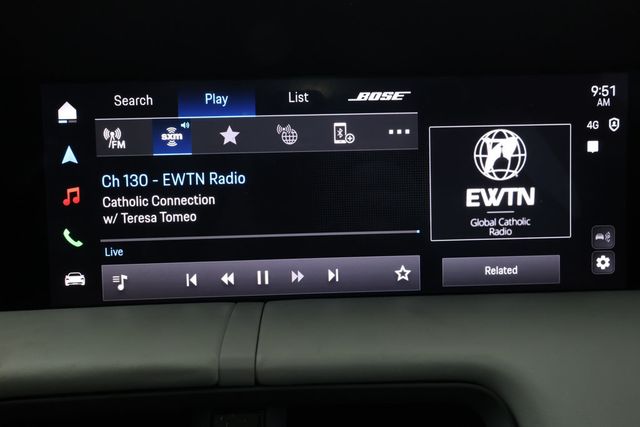 Search
Play
List
BOSE
9:51
AM
FM
sxm
4G
Ch 130 - EWTN Radio
Catholic Connection
w/ Teresa Tomeo
EWTN
Global Catholic
Radio
Live
Related